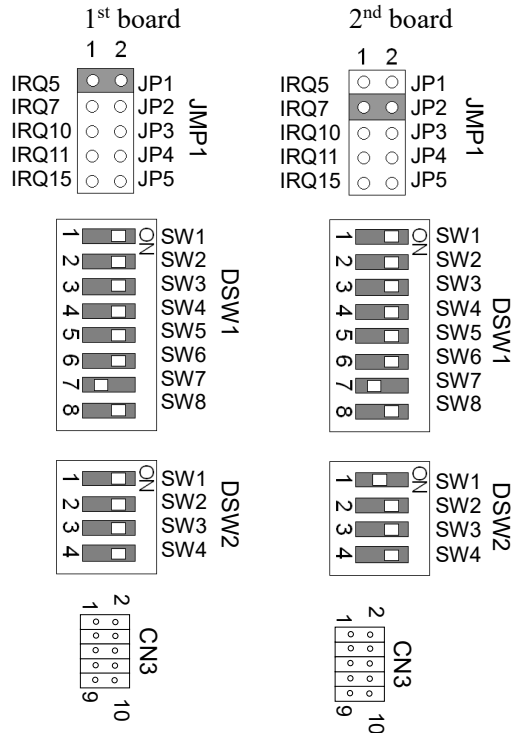 1st board
1 2
IRQ5 JP1
IRQ7 JP2
IRQ10 JP3
IRQ11 JP4
IRQ15 JP5
JMP1
ON
1 SW1
2 SW2
3 SW3
4 SW4
5 SW5
6 SW6
7 SW7
8 SW8
DSW1
ON
1 SW1
2 SW2
3 SW3
4 SW4
DSW2
1 2
CN3
9 10
2nd board
1 2
IRQ5 JP1
IRQ7 JP2
IRQ10 JP3
IRQ11 JP4
IRQ15 JP5
JMP1
ON
1 SW1
2 SW2
3 SW3
4 SW4
5 SW5
6 SW6
7 SW7
8 SW8
DSW1
ON
1 SW1
2 SW2
3 SW3
4 SW4
DSW2
1 2
CN3
9 10